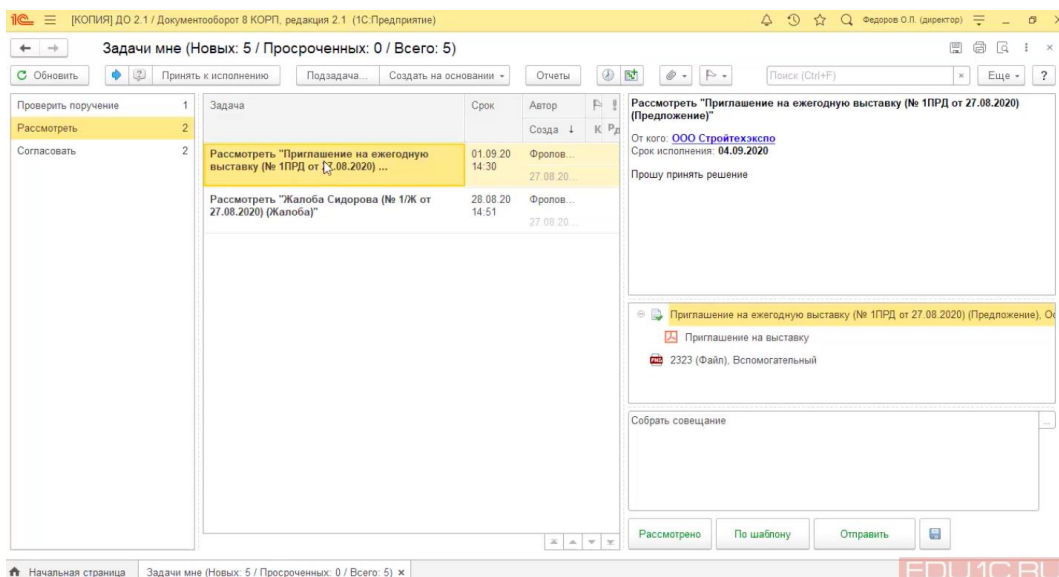 [КОПИЯ] ДО 2.1 / Документооборот 8 КОРП, редакция 2.1 (1С:Предприятие)
Федоров О.П. (директор)
Задачи мне (Новых: 5 / Просроченных: 0 / Всего: 5)
Обновить
Принять к исполнению
Подзадача...
Создать на основании
Отчеты
Поиск (Ctrl+F)
×
Еще
?
Проверить поручение 1
Рассмотреть 2
Согласовать 2
Задача Срок Автор
Созда ↓ К
Рассмотреть "Приглашение на ежегодную 01.09.20 Фролов...
выставку (№ 1ПРД от 27.08.2020) ... 14:30
27.08.20...
Рассмотреть "Жалоба Сидорова (№ 1/Ж от 28.08.20 Фролов...
27.08.2020) (Жалоба)" 14:51
27.08.20...
Рассмотреть "Приглашение на ежегодную выставку (№ 1ПРД от 27.08.2020)
(Предложение)"
От кого: ООО Стройтехэкспо
Срок исполнения: 04.09.2020
Прошу принять решение
Приглашение на ежегодную выставку (№ 1ПРД от 27.08.2020) (Предложение), Ос
Приглашение на выставку
PNG 2323 (Файл), Вспомогательный
Собрать совещание
...
Рассмотрено
По шаблону
Отправить
Начальная страница
Задачи мне (Новых: 5 / Просроченных: 0 / Всего: 5) ×